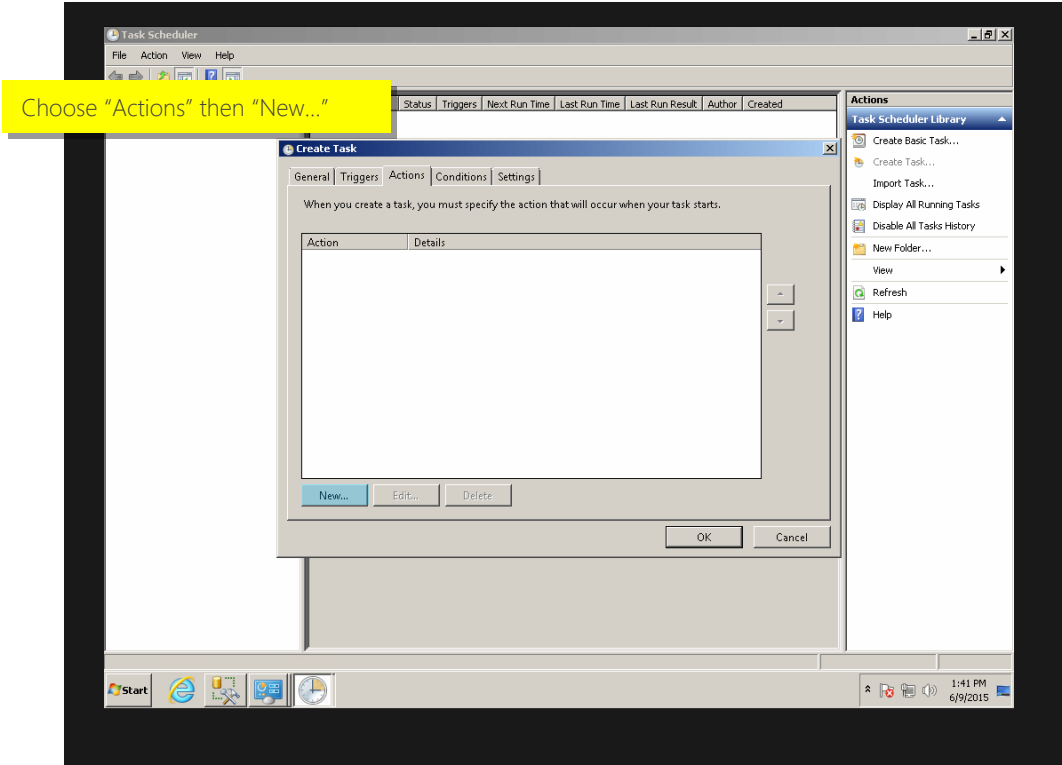 Task Scheduler
File Action View Help
Choose “Actions” then “New…”
Status Triggers Next Run Time Last Run Time Last Run Result Author Created
Actions
Task Scheduler Library
Create Basic Task...
Create Task...
Import Task...
Display All Running Tasks
Disable All Tasks History
New Folder...
View
Refresh
Help
Create Task
General Triggers Actions Conditions Settings
When you create a task, you must specify the action that will occur when your task starts.
Action Details
New... Edit... Delete
OK Cancel
Start
1:41 PM
6/9/2015